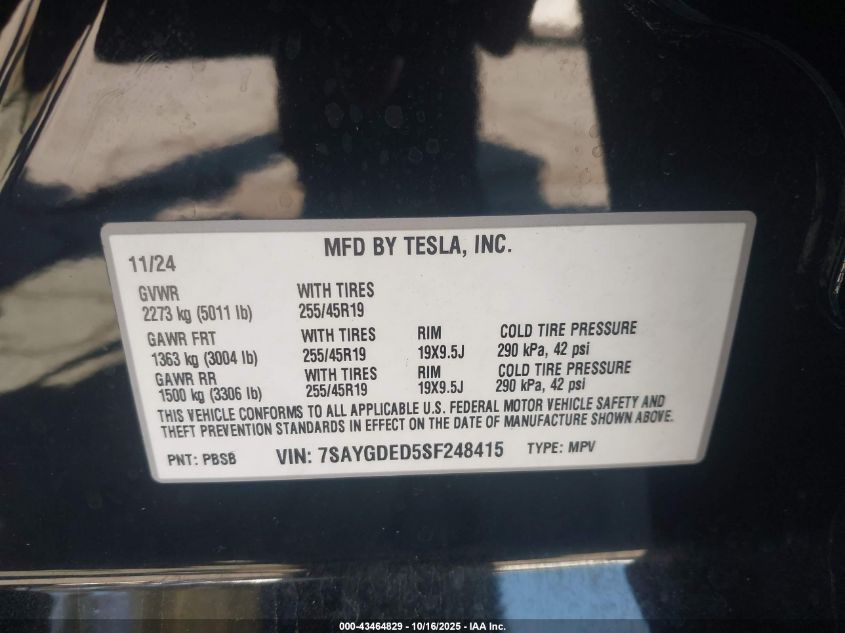 MFD BY TESLA, INC.
11/24
GVWR WITH TIRES
2273 kg (5011 lb) 255/45R19
GAWR FRT WITH TIRES RIM COLD TIRE PRESSURE
1363 kg (3004 lb) 255/45R19 19X9.5J 290 kPa, 42 psi
GAWR RR WITH TIRES RIM COLD TIRE PRESSURE
1500 kg (3306 lb) 255/45R19 19X9.5J 290 kPa, 42 psi
THIS VEHICLE CONFORMS TO ALL APPLICABLE U.S. FEDERAL MOTOR VEHICLE SAFETY AND
THEFT PREVENTION STANDARDS IN EFFECT ON THE DATE OF MANUFACTURE SHOWN ABOVE.
PNT: PBSB VIN: 7SAYGDED5SF248415 TYPE: MPV
000-43464829 - 10/16/2025 - IAA Inc.